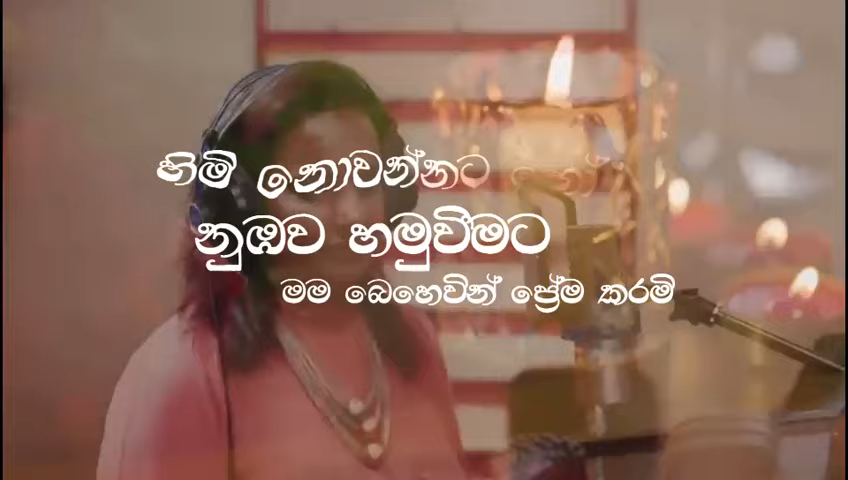 හිමි නොවන්නට
නුඹව හමුවීමට
මම බෙහෙවින් ප්‍රේම කරමි